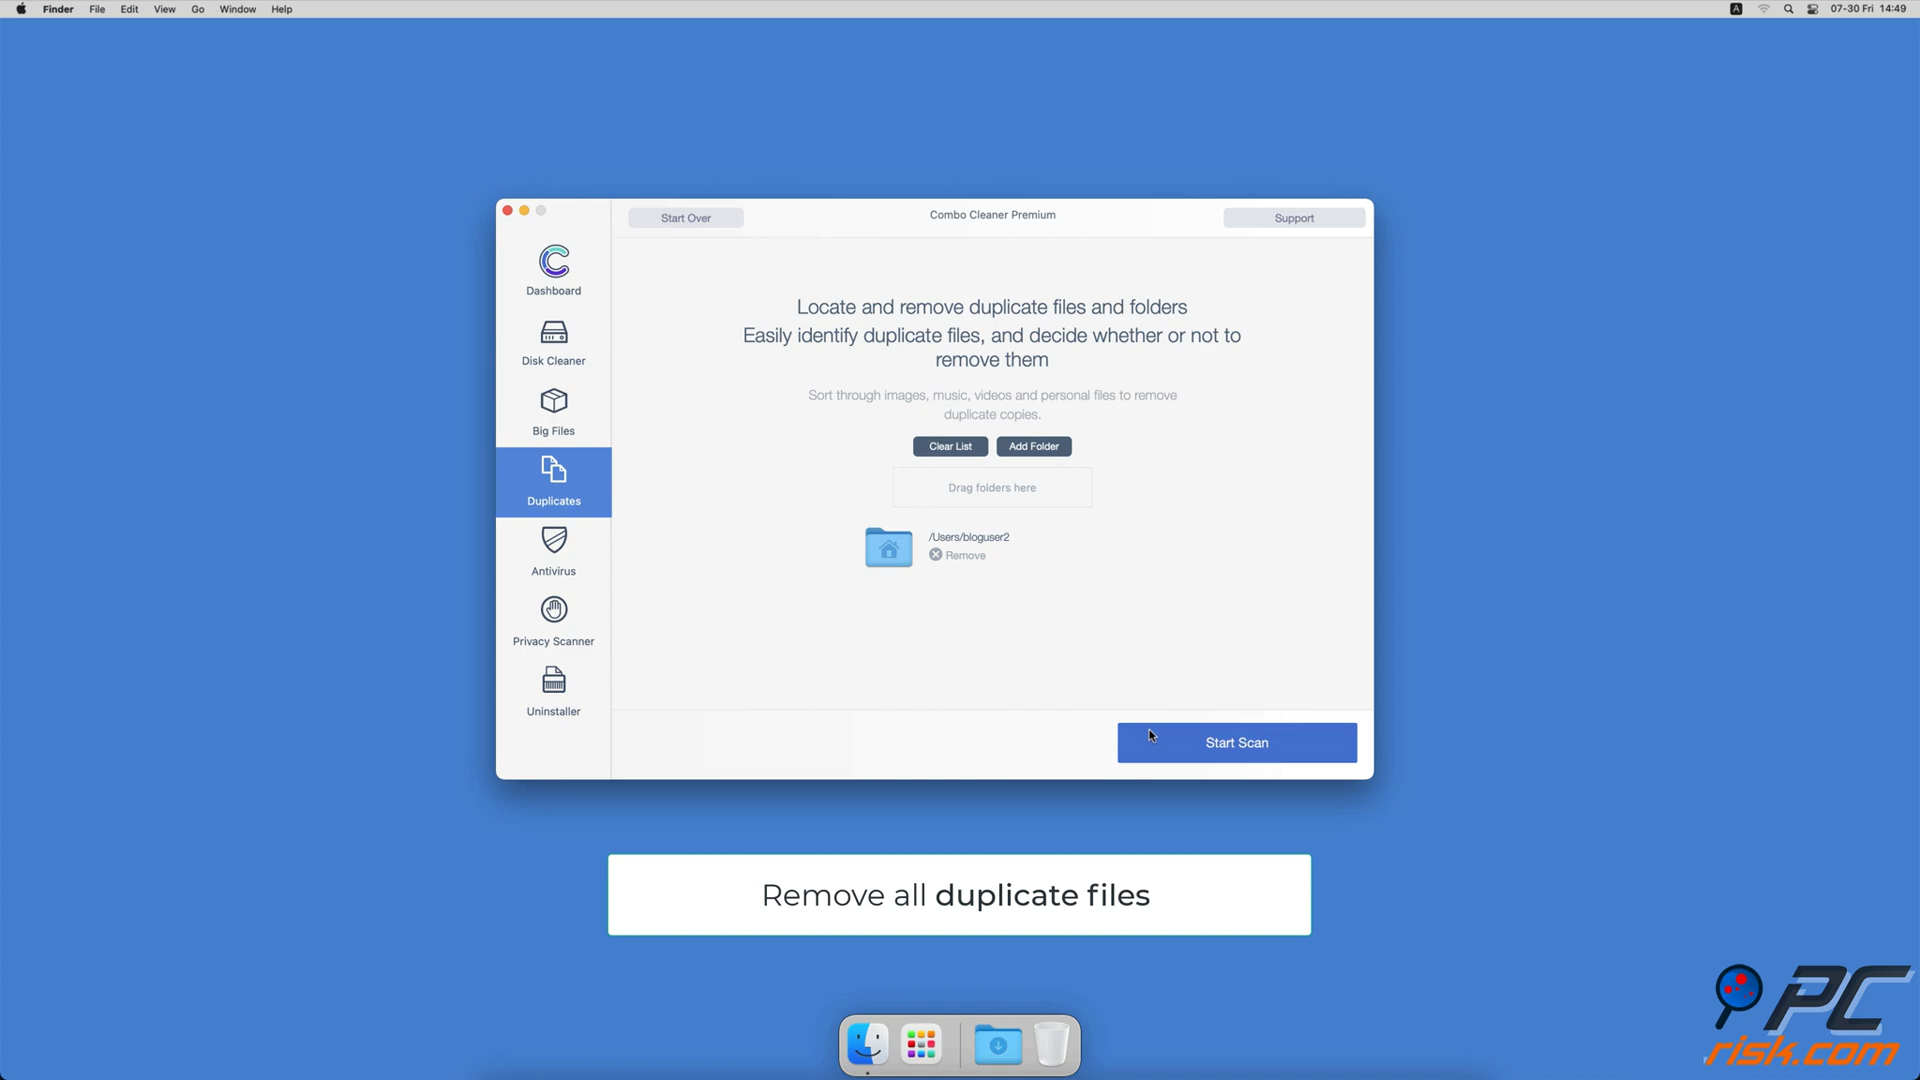 Finder File Edit View Go Window Help
A 07-30 Fri 14:49
Start Over
Combo Cleaner Premium
Support
Dashboard
Disk Cleaner
Big Files
Duplicates
Antivirus
Privacy Scanner
Uninstaller
Locate and remove duplicate files and folders
Easily identify duplicate files, and decide whether or not to
remove them
Sort through images, music, videos and personal files to remove
duplicate copies.
Clear List
Add Folder
Drag folders here
/Users/bloguser2
Remove
Start Scan
Remove all duplicate files
PC
risk.com